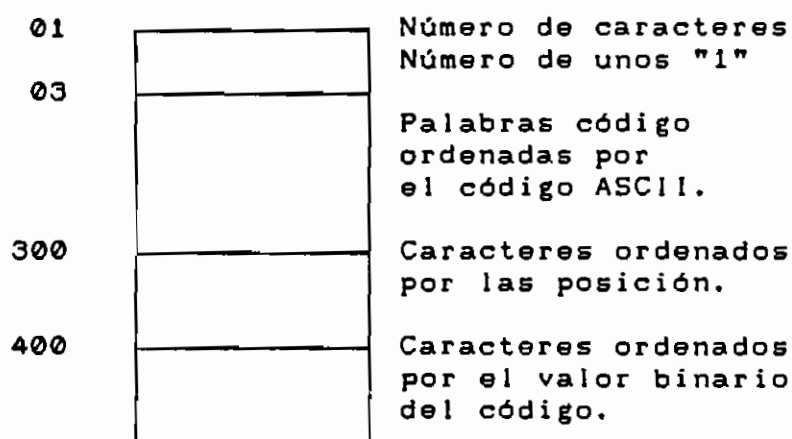 01 Número de caracteres
Número de unos "1"
03
Palabras código
ordenadas por
el código ASCII.
300 Caracteres ordenados
por las posición.
400 Caracteres ordenados
por el valor binario
del código.